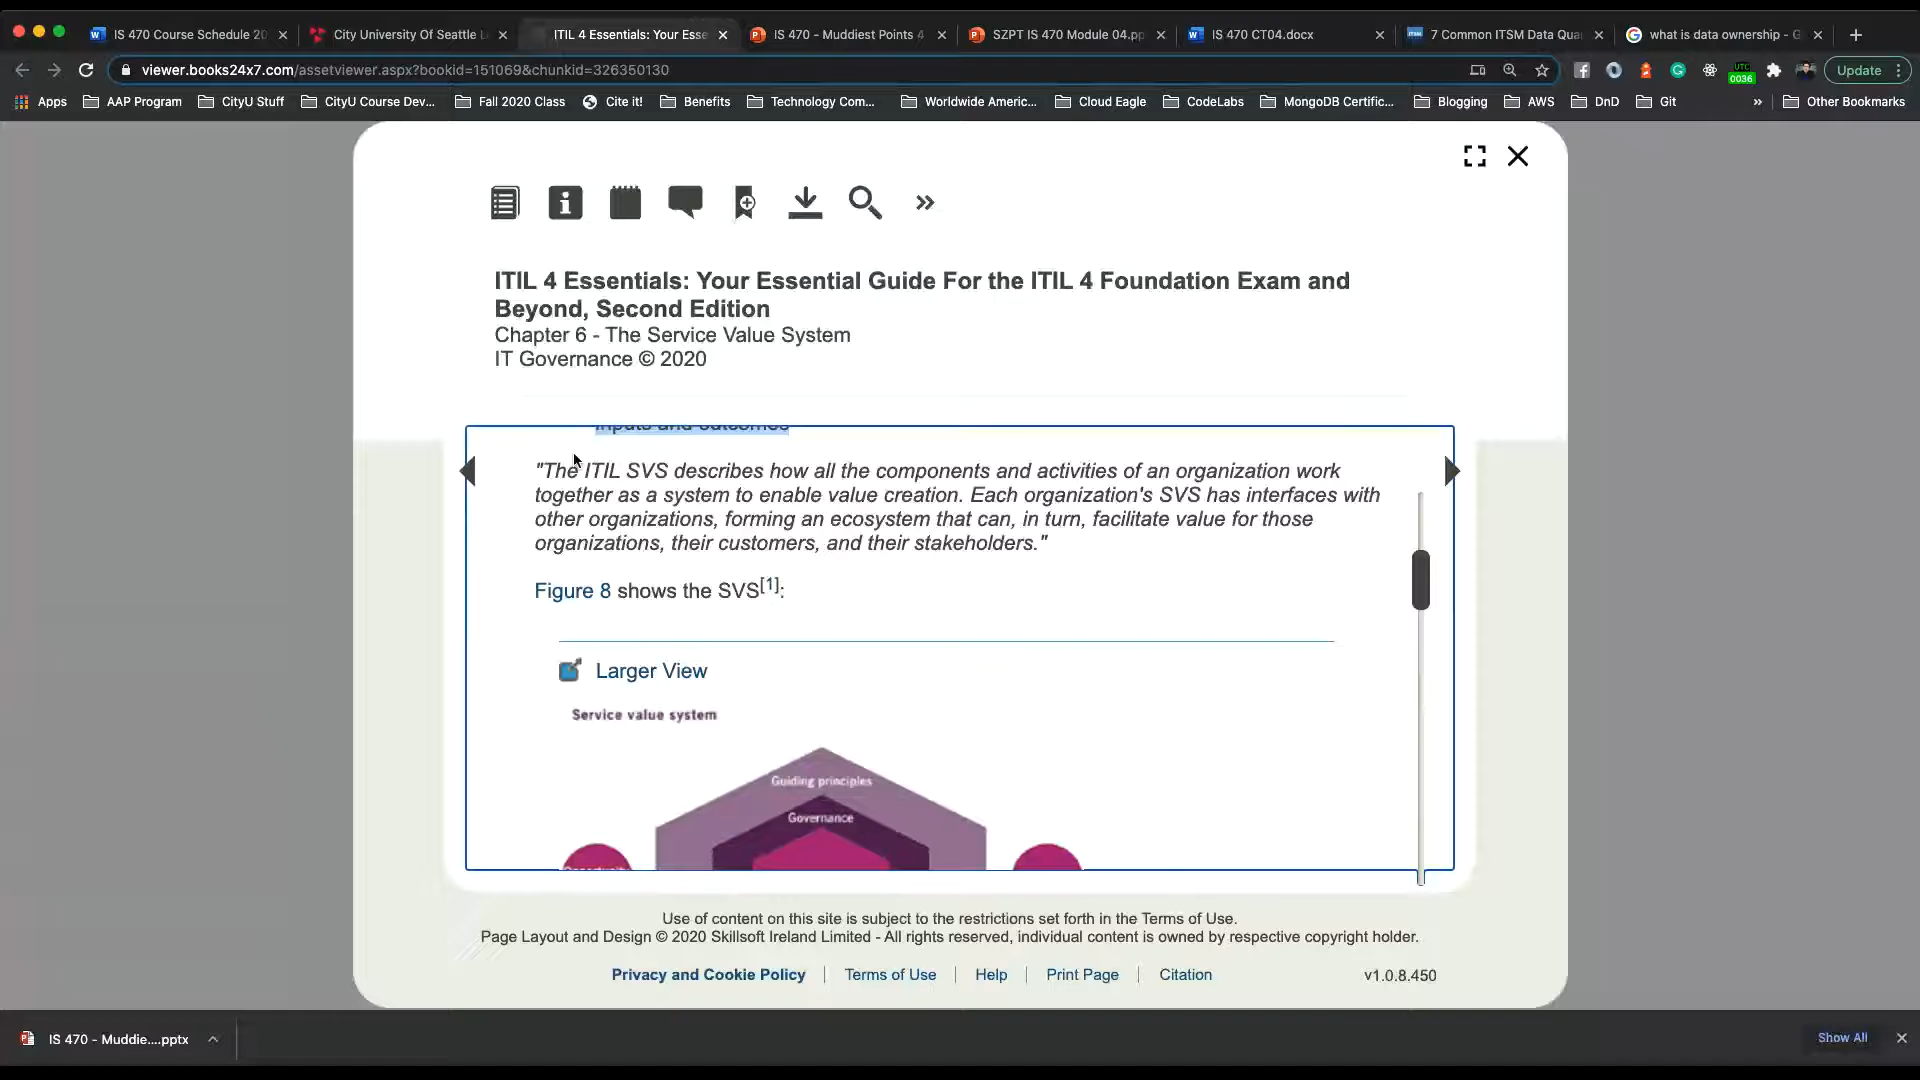 IS 470 Course Schedule 20
City University Of Seattle L
ITIL 4 Essentials: Your Esse
IS 470 - Muddiest Points 4
SZPT IS 470 Module 04.pp
IS 470 CT04.docx
7 Common ITSM Data Qua
what is data ownership - G
viewer.books24x7.com/assetviewer.aspx?bookid=151069&chunkid=326350130
UTC
0036
Update
Apps
AAP Program
CityU Stuff
CityU Course Dev...
Fall 2020 Class
Cite it!
Benefits
Technology Com...
Worldwide Americ...
Cloud Eagle
CodeLabs
MongoDB Certific...
Blogging
AWS
DnD
Git
»
Other Bookmarks
ITIL 4 Essentials: Your Essential Guide For the ITIL 4 Foundation Exam and
Beyond, Second Edition
Chapter 6 - The Service Value System
IT Governance © 2020
Inputs and outcomes
"The ITIL SVS describes how all the components and activities of an organization work
together as a system to enable value creation. Each organization's SVS has interfaces with
other organizations, forming an ecosystem that can, in turn, facilitate value for those
organizations, their customers, and their stakeholders."
Figure 8 shows the SVS[1]:
Larger View
Service value system
Guiding principles
Governance
Opportunity
Use of content on this site is subject to the restrictions set forth in the Terms of Use.
Page Layout and Design © 2020 Skillsoft Ireland Limited - All rights reserved, individual content is owned by respective copyright holder.
Privacy and Cookie Policy | Terms of Use | Help | Print Page | Citation
v1.0.8.450
IS 470 - Muddie....pptx
Show All